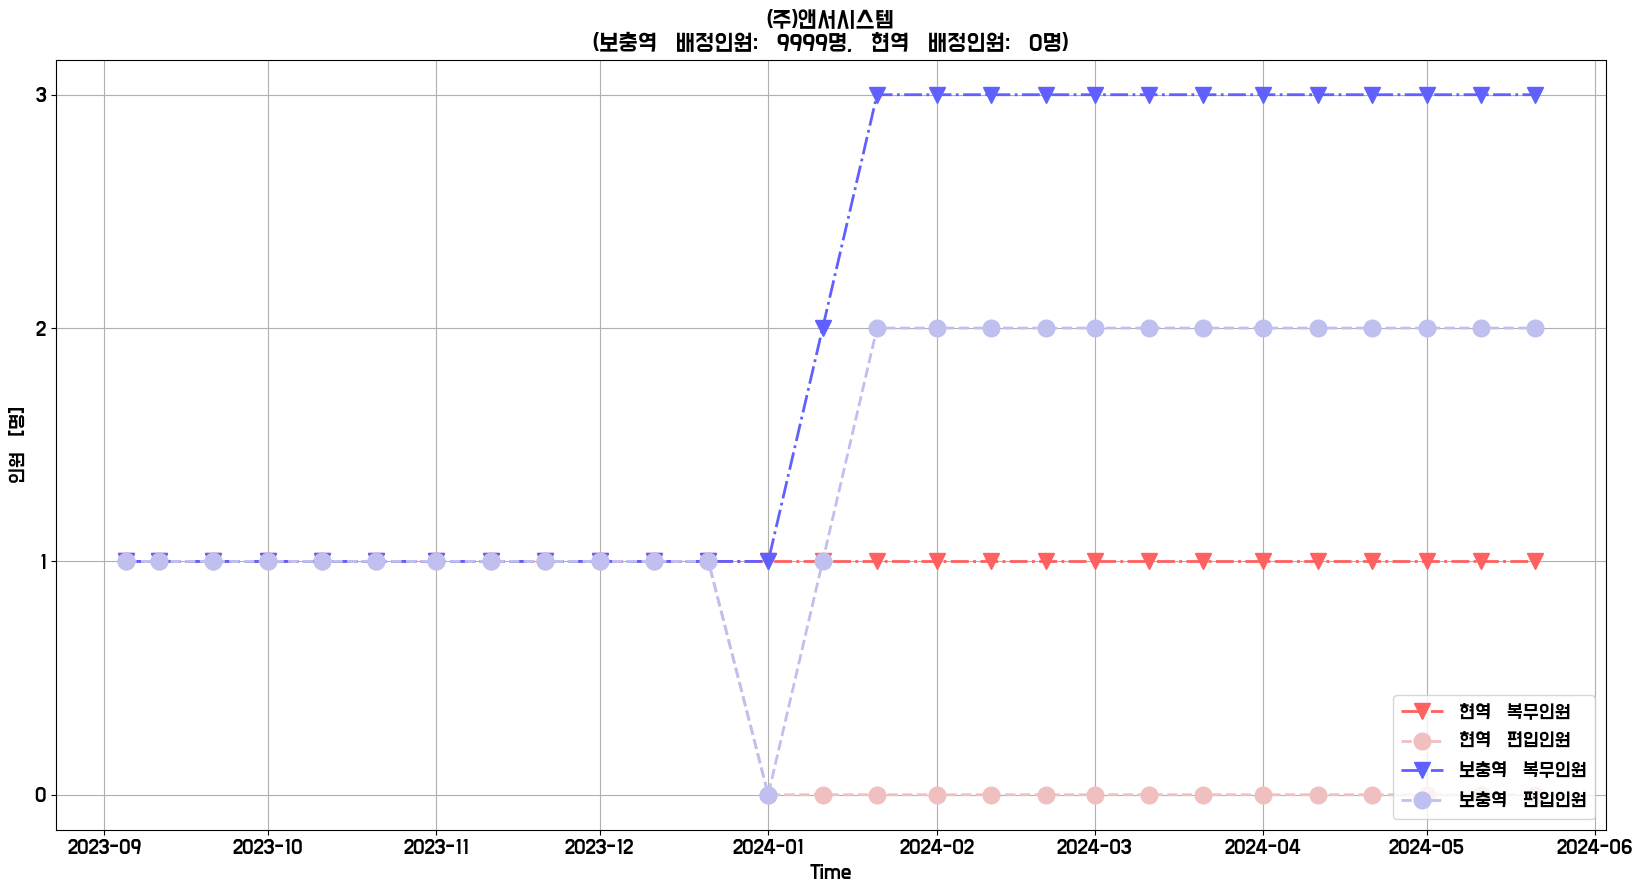 (주)앤서시스템
(보충역 배정인원: 9999명, 현역 배정인원: 0명)
3
2
1
0
인원 [명]
현역 복무인원
현역 편입인원
보충역 복무인원
보충역 편입인원
2023-09 2023-10 2023-11 2023-12 2024-01 2024-02 2024-03 2024-04 2024-05 2024-06
Time